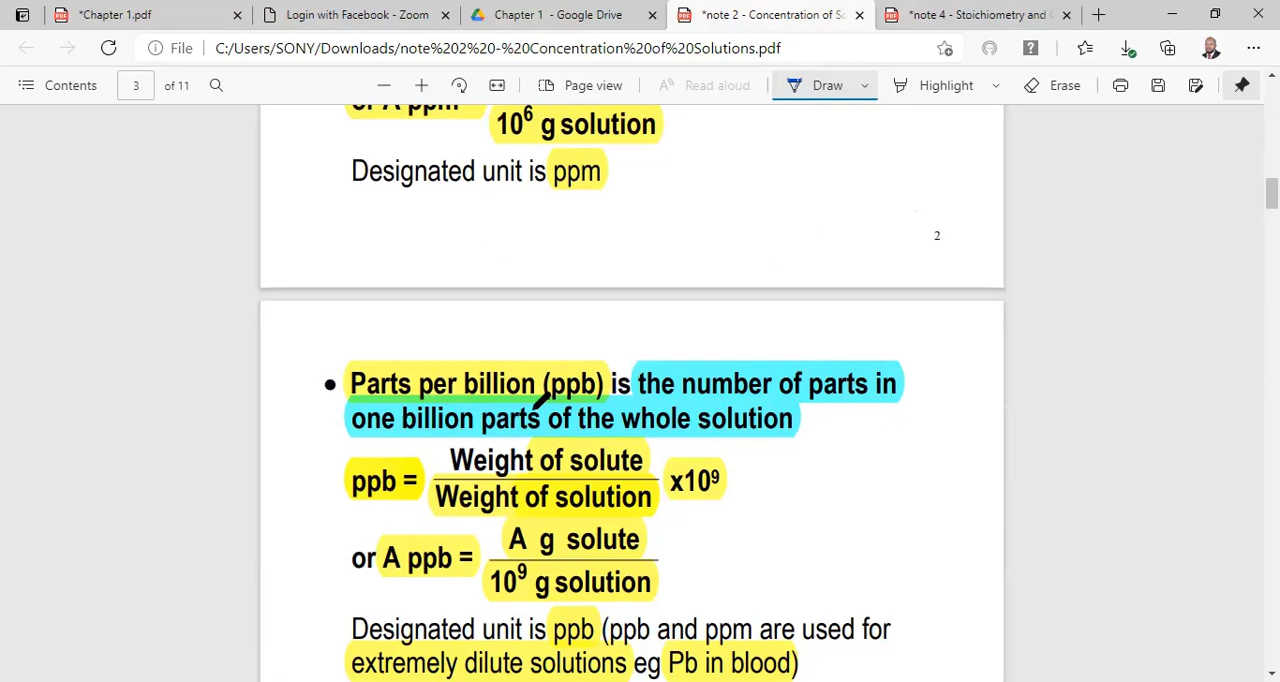 *Chapter 1.pdf
Login with Facebook - Zoom
Chapter 1 - Google Drive
*note 2 - Concentration of So
*note 4 - Stoichiometry and
File C:/Users/SONY/Downloads/note%202%20-%20Concentration%20of%20Solutions.pdf
Contents 3 of 11 Page view Read aloud Draw Highlight Erase
or A ppm
10⁶ g solution
Designated unit is ppm
2
• Parts per billion (ppb) is the number of parts in
one billion parts of the whole solution
Weight of solute
ppb = x10⁹
Weight of solution
A g solute
or A ppb =
10⁹ g solution
Designated unit is ppb (ppb and ppm are used for
extremely dilute solutions eg Pb in blood)